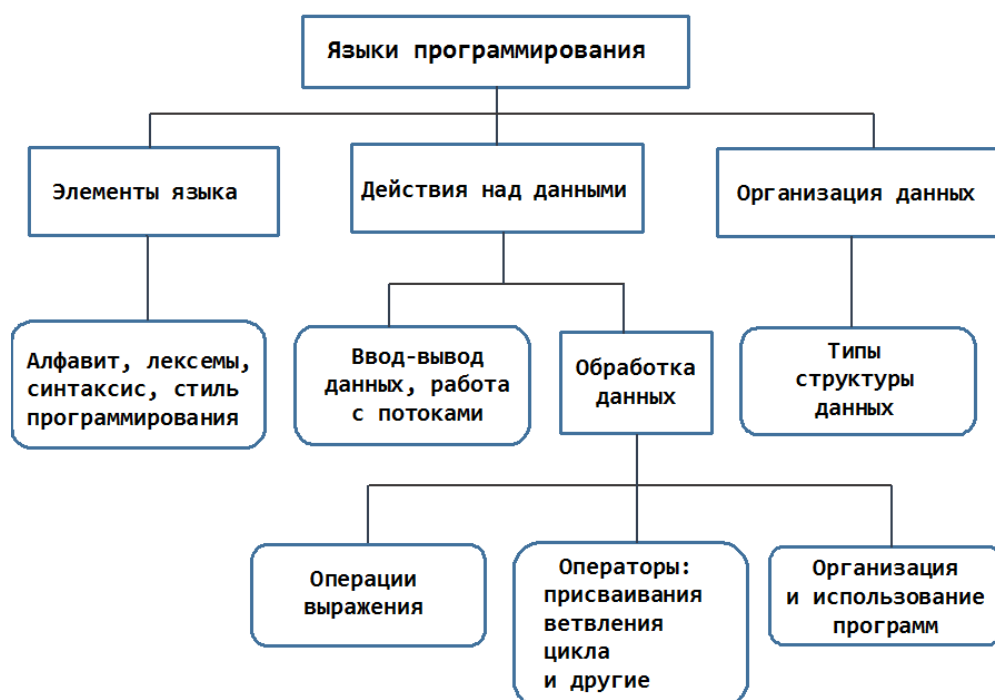 Языки программирования
Элементы языка
Действия над данными
Организация данных
Алфавит, лексемы,
синтаксис, стиль
программирования
Ввод-вывод
данных, работа
с потоками
Обработка
данных
Типы
структуры
данных
Операции
выражения
Операторы:
присваивания
ветвления
цикла
и другие
Организация
и использование
программ